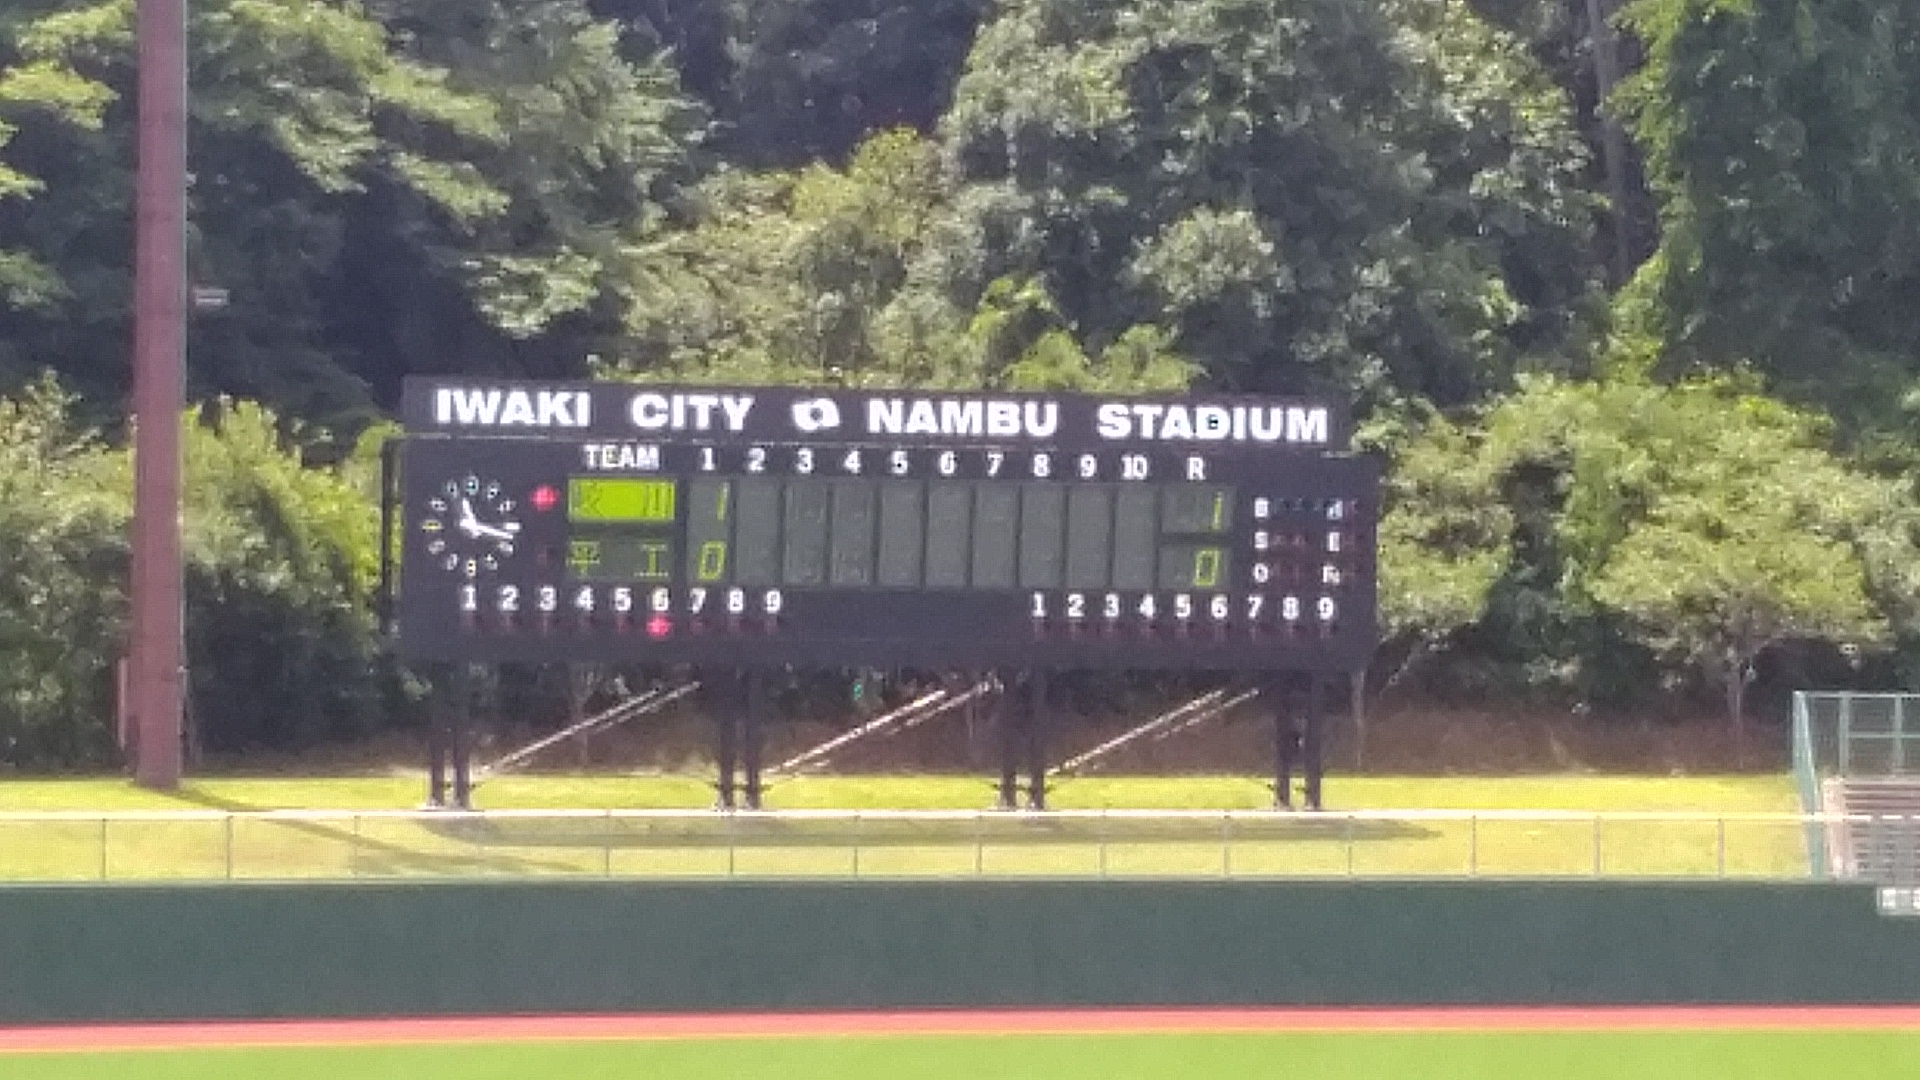 IWAKI CITY NAMBU STADIUM
TEAM 1 2 3 4 5 6 7 8 9 10 R
川 1 1 B H
平 工 0 0 S E
O Fc
1 2 3 4 5 6 7 8 9 1 2 3 4 5 6 7 8 9